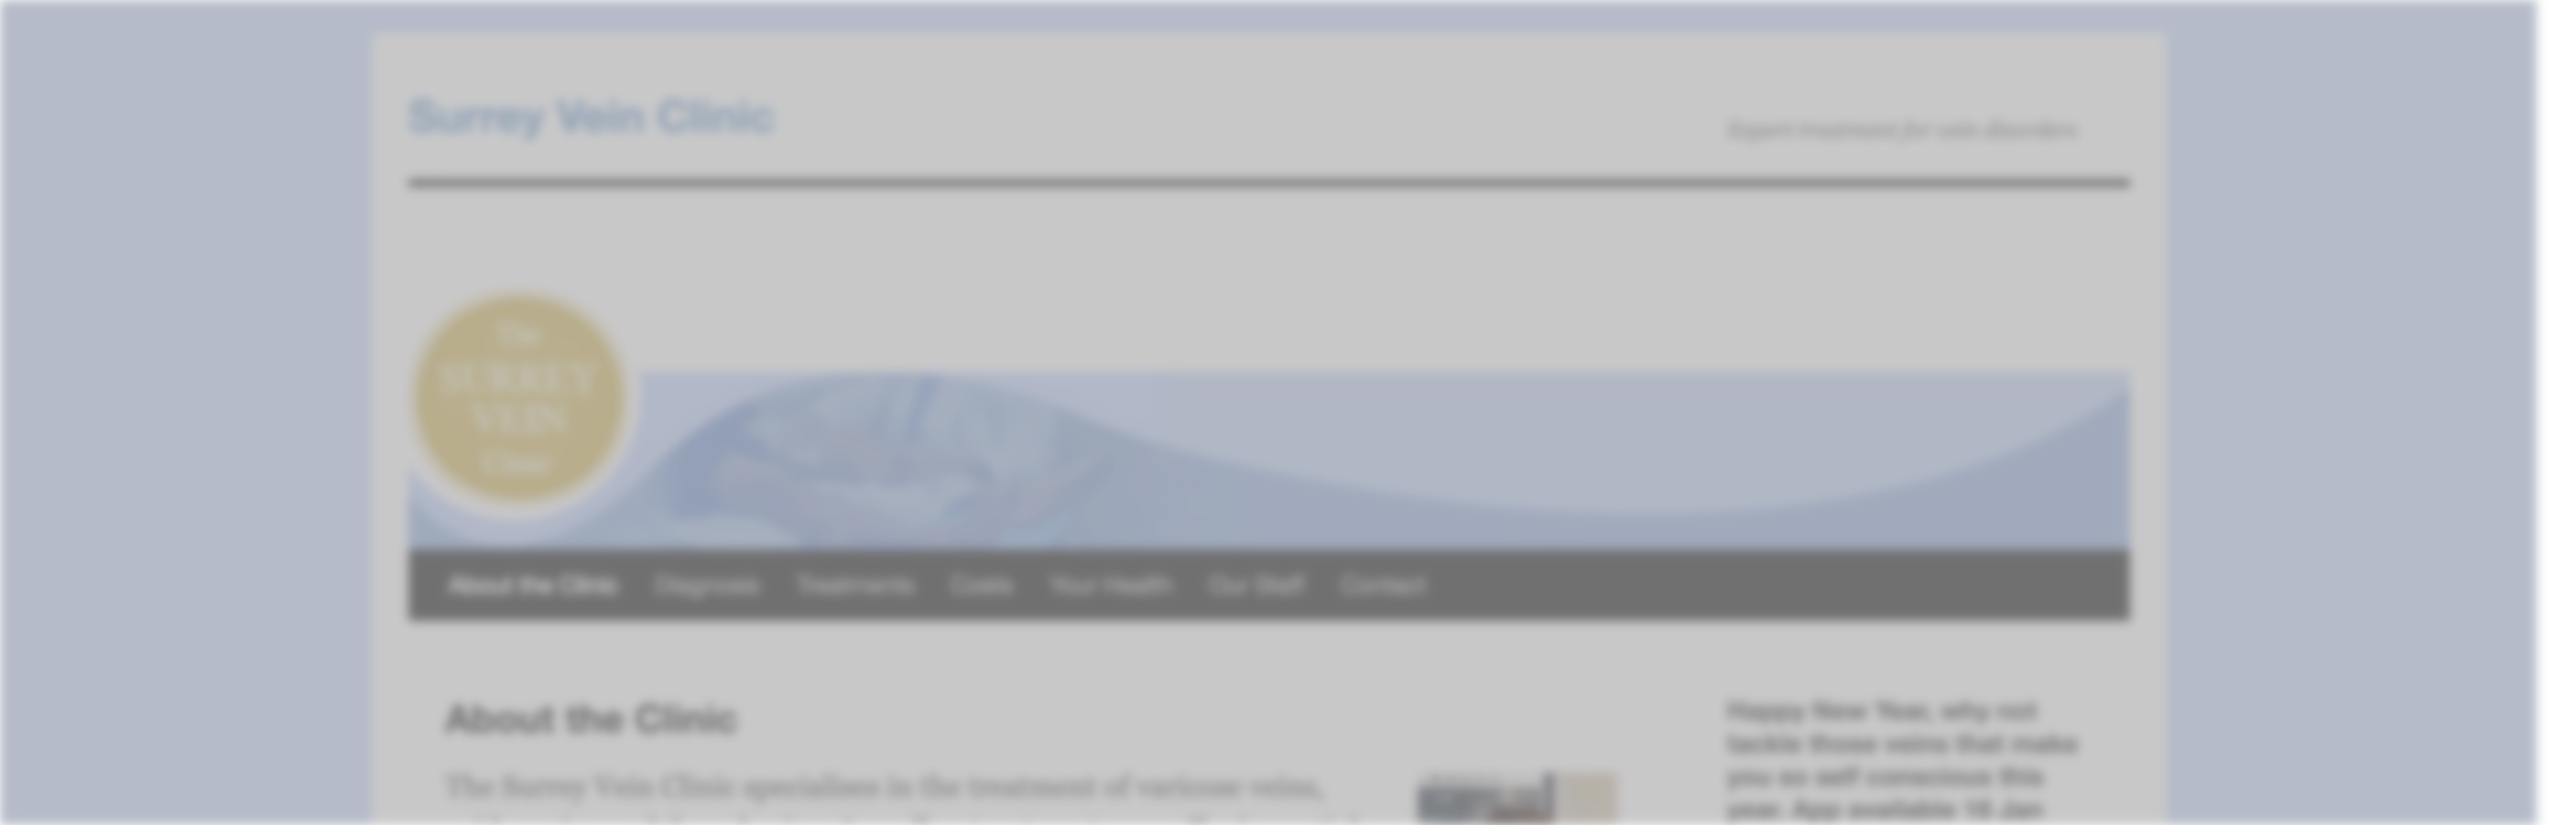 Surrey Vein Clinic
Expert treatment for vein disorders
The
SURREY
VEIN
Clinic
About the Clinic Diagnosis Treatments Costs Your Health Our Staff Contact
About the Clinic
The Surrey Vein Clinic specialises in the treatment of varicose veins,
Happy New Year, why not
tackle those veins that make
you so self conscious this
year. App available 16 Jan